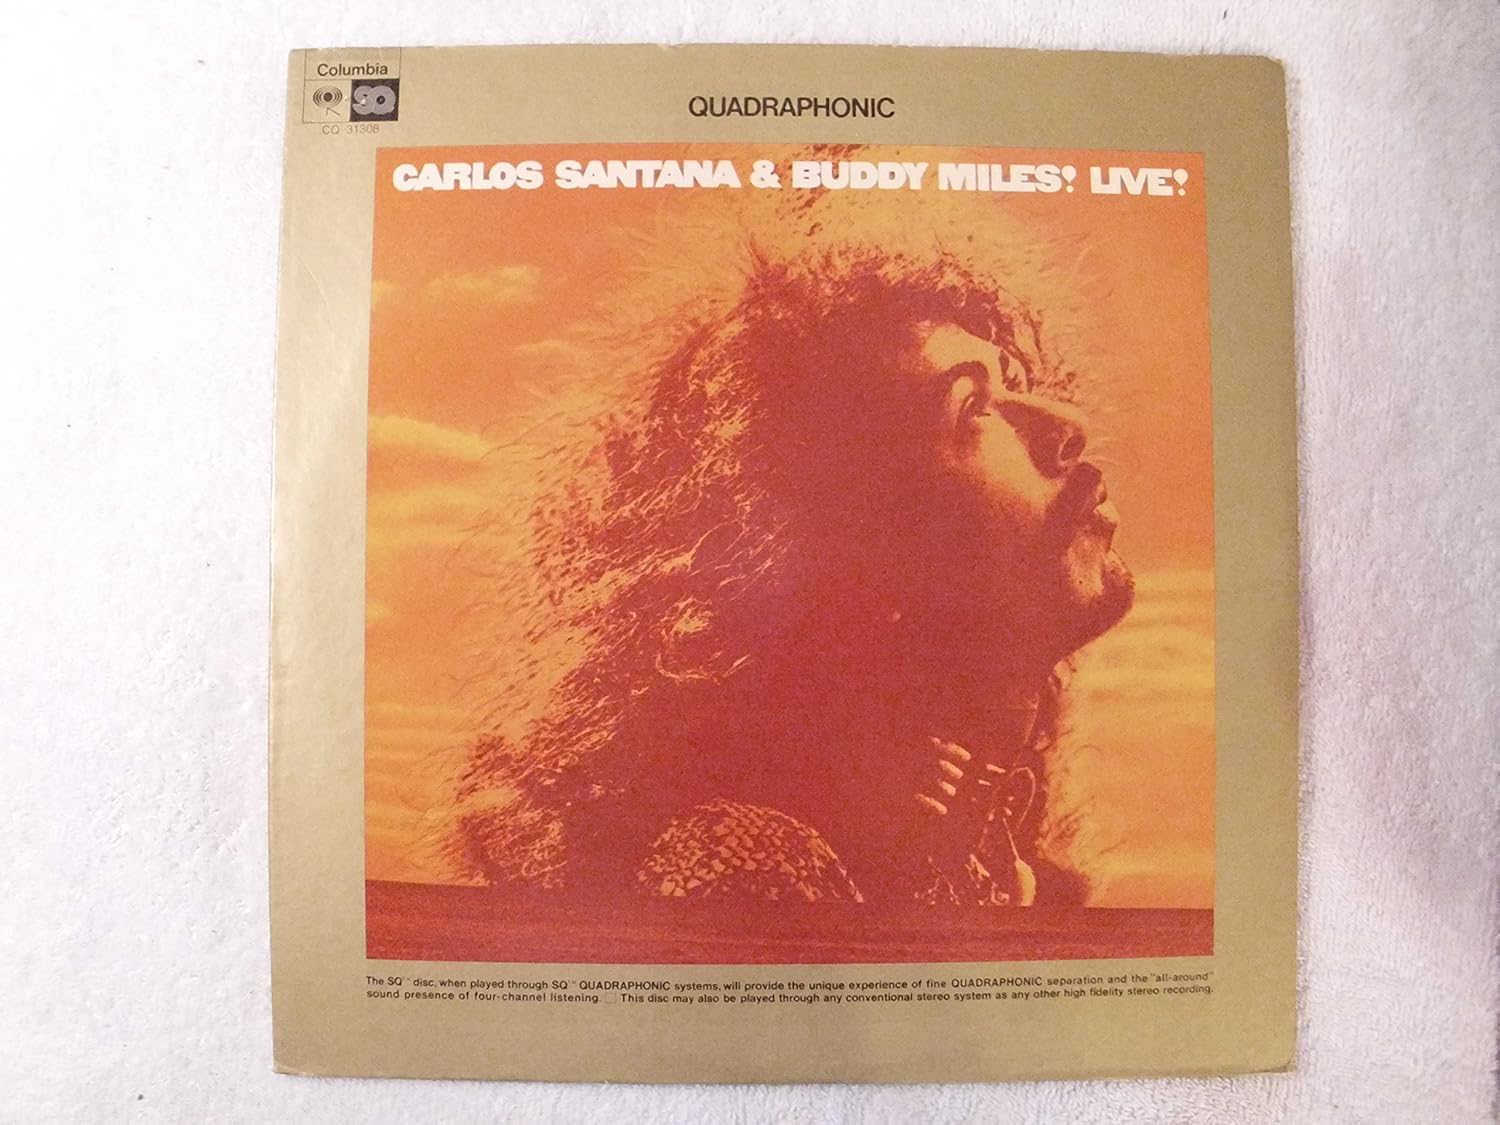 Columbia
SQ
CQ 31308
QUADRAPHONIC
CARLOS SANTANA & BUDDY MILES! LIVE!
The SQ™ disc, when played through SQ™ QUADRAPHONIC systems, will provide the unique experience of fine QUADRAPHONIC separation and the "all-around"
sound presence of four-channel listening. □ This disc may also be played through any conventional stereo system as any other high fidelity stereo recording.